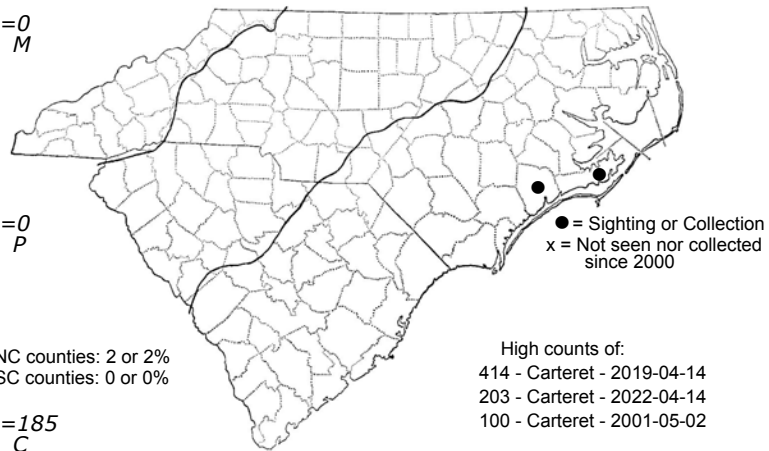 =0
M
=0
P
● = Sighting or Collection
x = Not seen nor collected
since 2000
NC counties: 2 or 2%
SC counties: 0 or 0%
High counts of:
414 - Carteret - 2019-04-14
203 - Carteret - 2022-04-14
100 - Carteret - 2001-05-02
=185
C